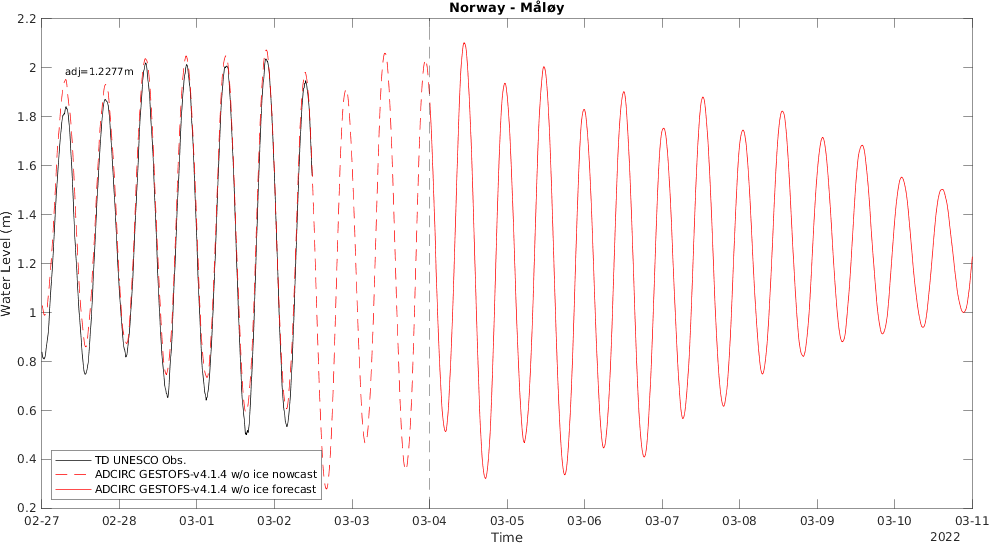 Norway - Måløy
2.2
2
1.8
1.6
1.4
1.2
1
0.8
0.6
0.4
0.2
Water Level (m)
adj=1.2277m
TD UNESCO Obs.
ADCIRC GESTOFS-v4.1.4 w/o ice nowcast
ADCIRC GESTOFS-v4.1.4 w/o ice forecast
02-27 02-28 03-01 03-02 03-03 03-04 03-05 03-06 03-07 03-08 03-09 03-10 03-11
Time
2022